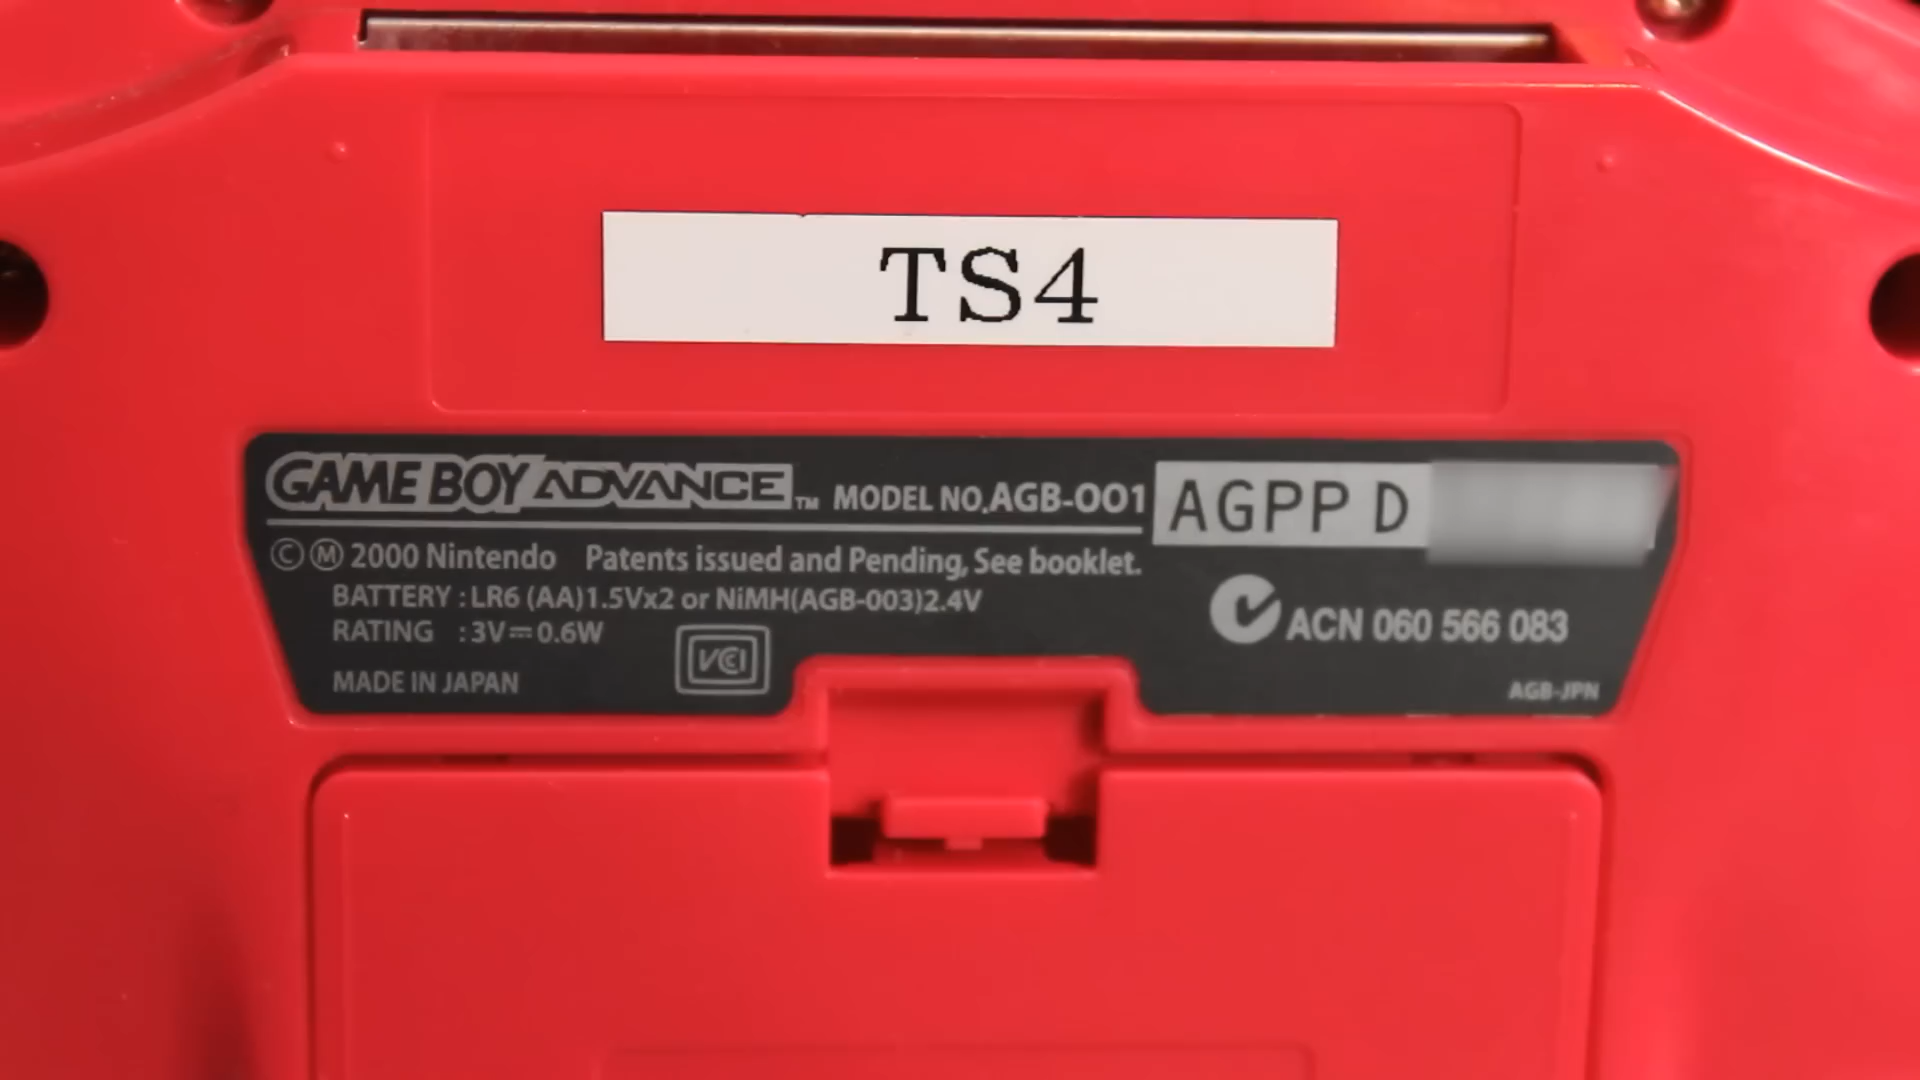 TS4
GAME BOY ADVANCE™ MODEL NO.AGB-001 AGPP D
©Ⓜ 2000 Nintendo Patents issued and Pending, See booklet.
BATTERY : LR6 (AA)1.5Vx2 or NiMH(AGB-003)2.4V
RATING : 3V⎓0.6W
VCI
MADE IN JAPAN
ACN 060 566 083
AGB-JPN